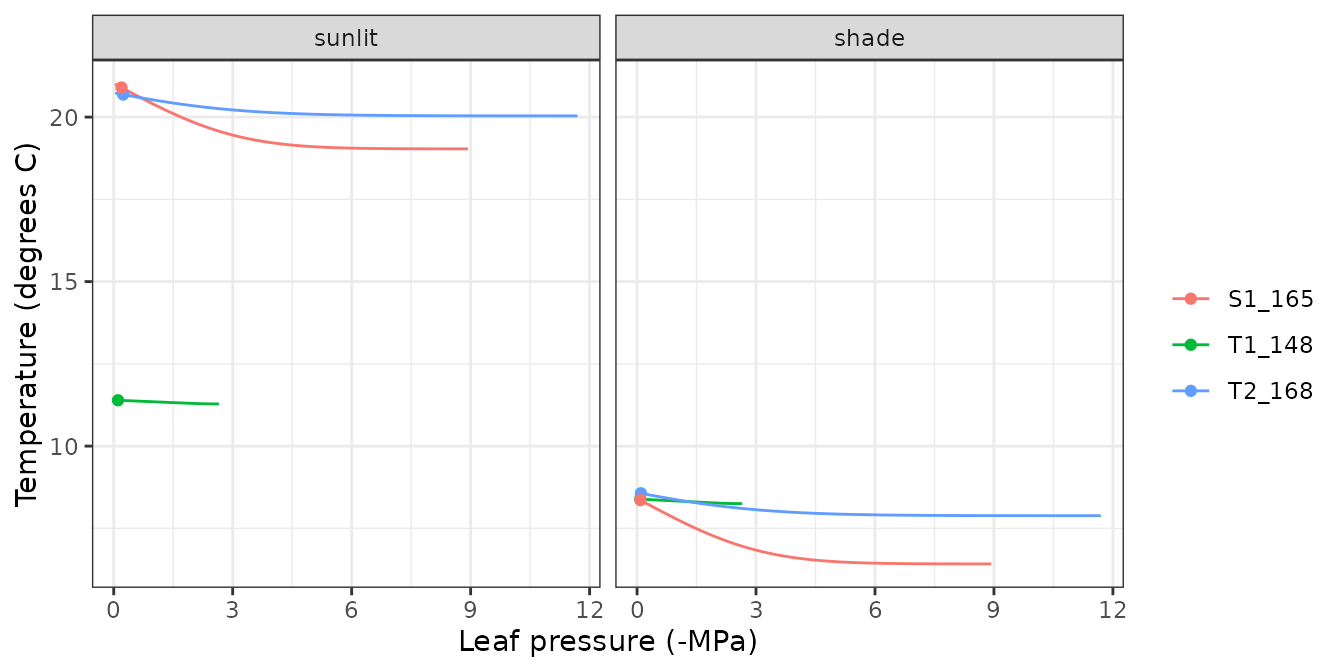 sunlit
shade
Temperature (degrees C)
20
15
10
0 3 6 9 12
0 3 6 9 12
Leaf pressure (-MPa)
S1_165
T1_148
T2_168